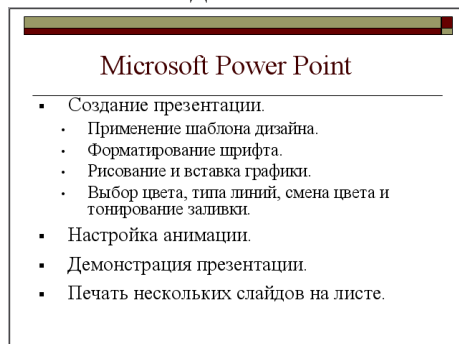 Microsoft Power Point
Создание презентации.
Применение шаблона дизайна.
Форматирование шрифта.
Рисование и вставка графики.
Выбор цвета, типа линий, смена цвета и
тонирование заливки.
Настройка анимации.
Демонстрация презентации.
Печать нескольких слайдов на листе.